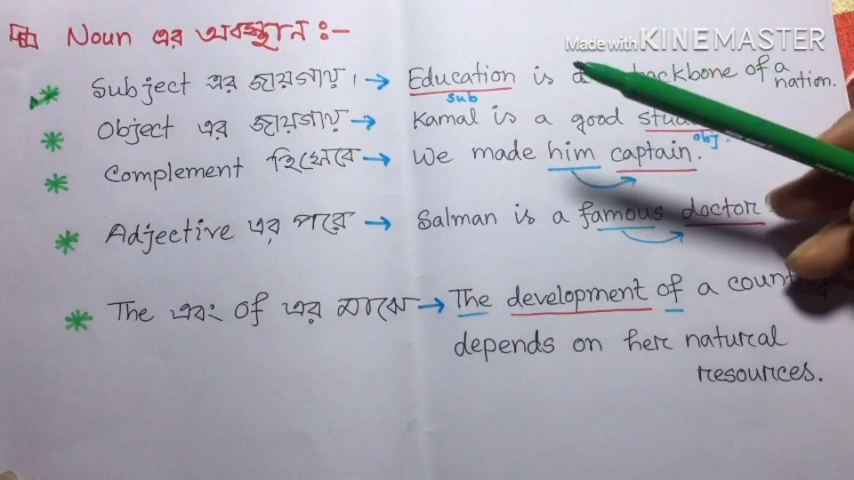 Noun এর অবস্থান :-
Made with KINEMASTER
Subject এর জায়গায়। → Education is backbone of a nation.
sub
Object এর জায়গায় → Kamal is a good
obj
Complement হিসেবে → We made him captain.
Adjective এর পরে → Salman is a famous doctor
The এবং Of এর মাঝে → The development of a
depends on her natural
resources.